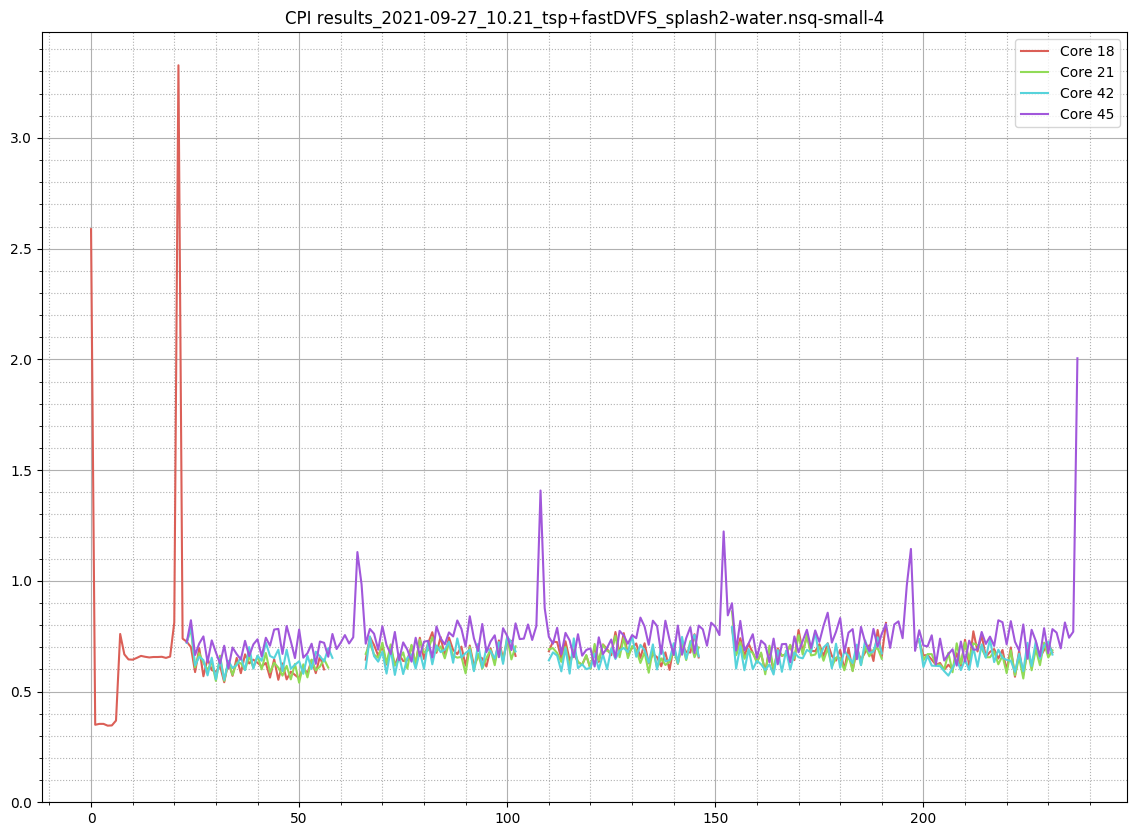 CPI results_2021-09-27_10.21_tsp+fastDVFS_splash2-water.nsq-small-4
Core 18
Core 21
Core 42
Core 45
3.0
2.5
2.0
1.5
1.0
0.5
0.0
0 50 100 150 200